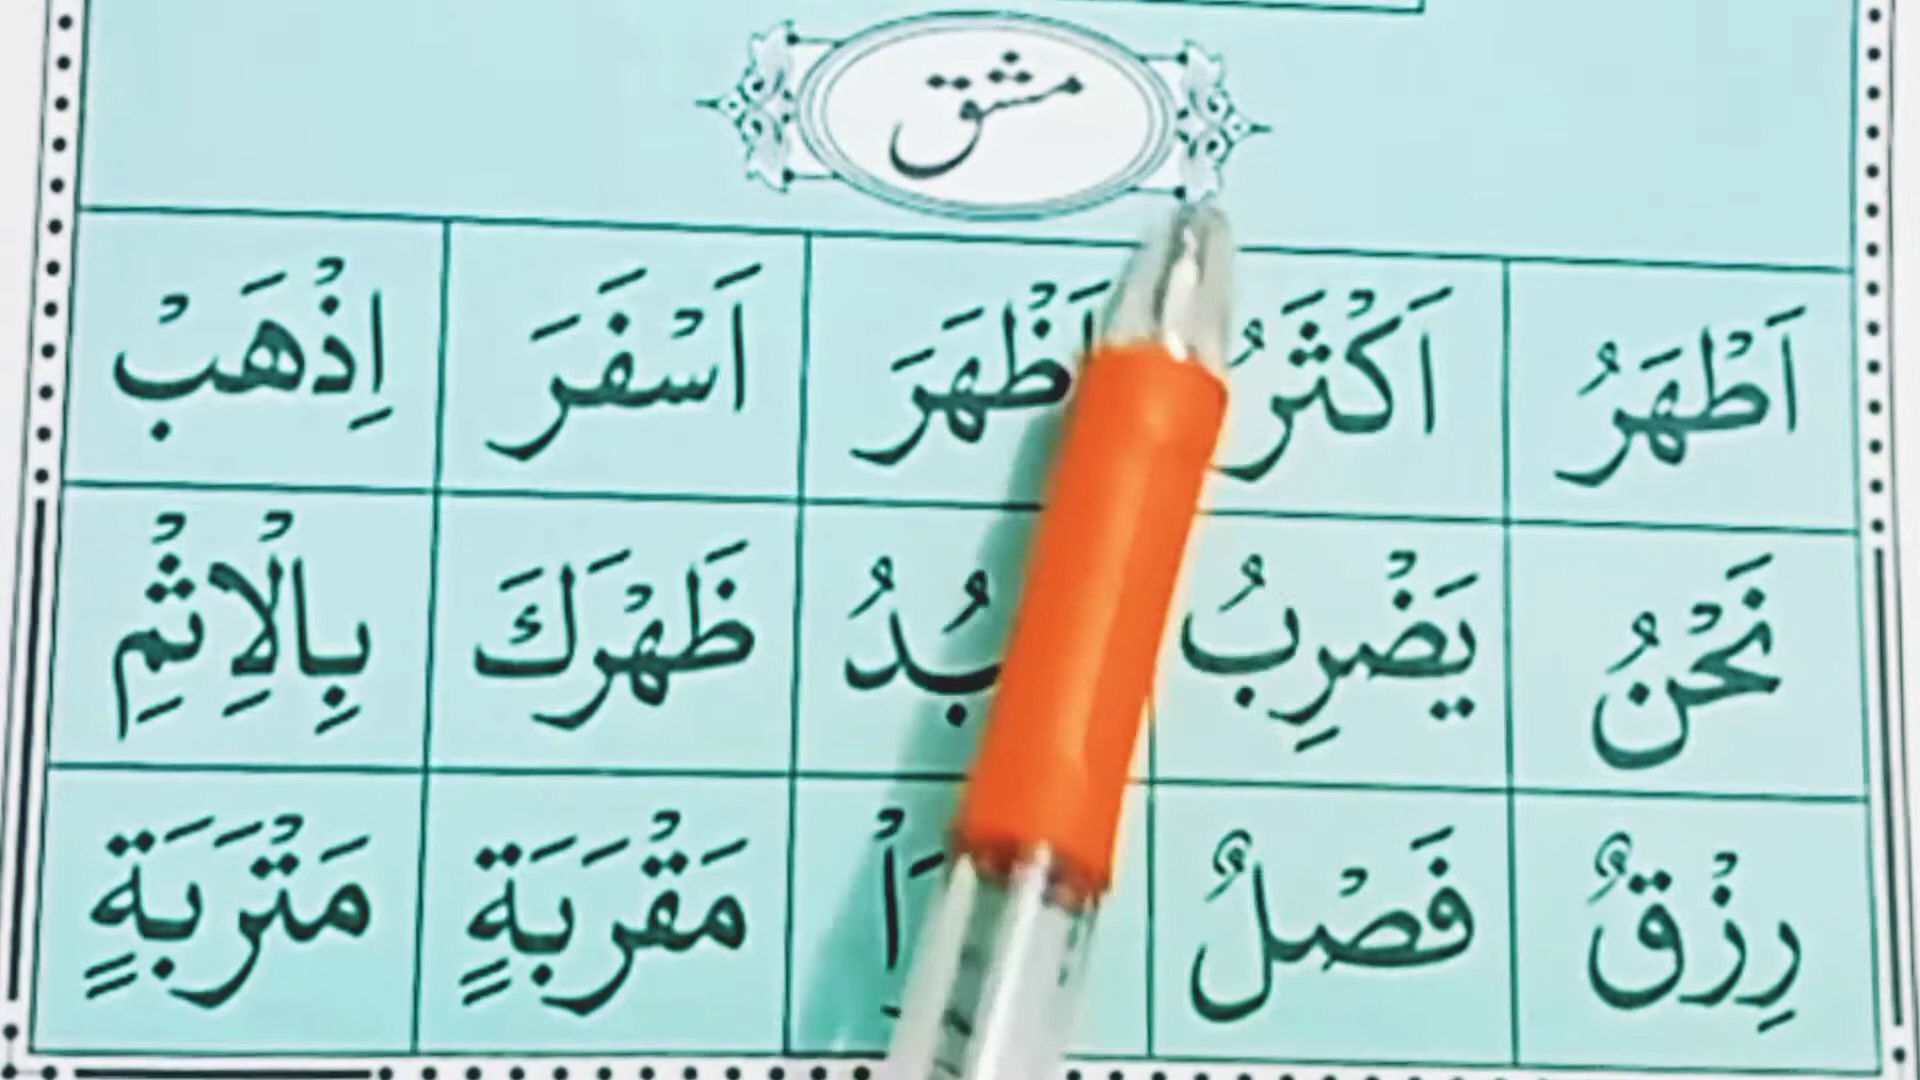 مشق
اَطْهَرُ اَكْثَرُ اَظْهَرَ اَسْفَرَ اِذْهَبْ
نَحْنُ يَضْرِبُ ظَهْرَكَ بِالْاِثْمِ
رِزْقٌ فَصْلٌ مَقْرَبَةٍ مَتْرَبَةٍ